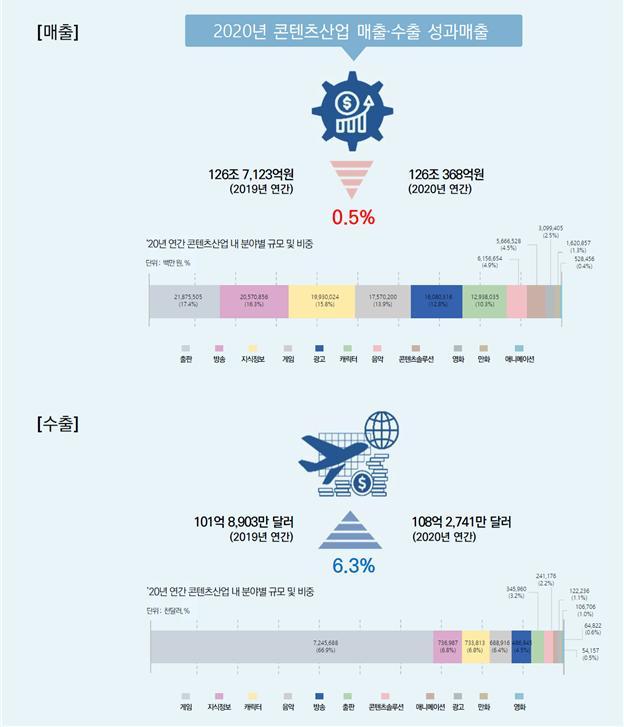 [매출]
2020년 콘텐츠산업 매출·수출 성과매출
126조 7,123억원
(2019년 연간)
126조 368억원
(2020년 연간)
0.5%
'20년 연간 콘텐츠산업 내 분야별 규모 및 비중
단위 : 백만 원, %
21,875,505
(17.4%)
20,570,856
(16.3%)
19,930,024
(15.8%)
17,570,200
(13.9%)
(12.8%)
12,938,035
(10.3%)
6,156,654
(4.9%)
5,666,528
(4.5%)
3,099,405
(2.5%)
1,620,857
(1.3%)
528,456
(0.4%)
출판 방송 지식정보 게임 광고 캐릭터 음악 콘텐츠솔루션 영화 만화 애니메이션
[수출]
101억 8,903만 달러
(2019년 연간)
108억 2,741만 달러
(2020년 연간)
6.3%
'20년 연간 콘텐츠산업 내 분야별 규모 및 비중
단위 : 천달러, %
7,245,688
(66.9%)
736,987
(6.8%)
733,813
(6.8%)
688,916
(6.4%)
(4.5%)
345,960
(3.2%)
241,176
(2.2%)
122,236
(1.1%)
106,706
(1.0%)
64,822
(0.6%)
54,157
(0.5%)
게임 지식정보 캐릭터 음악 방송 출판 콘텐츠솔루션 애니메이션 광고 만화 영화